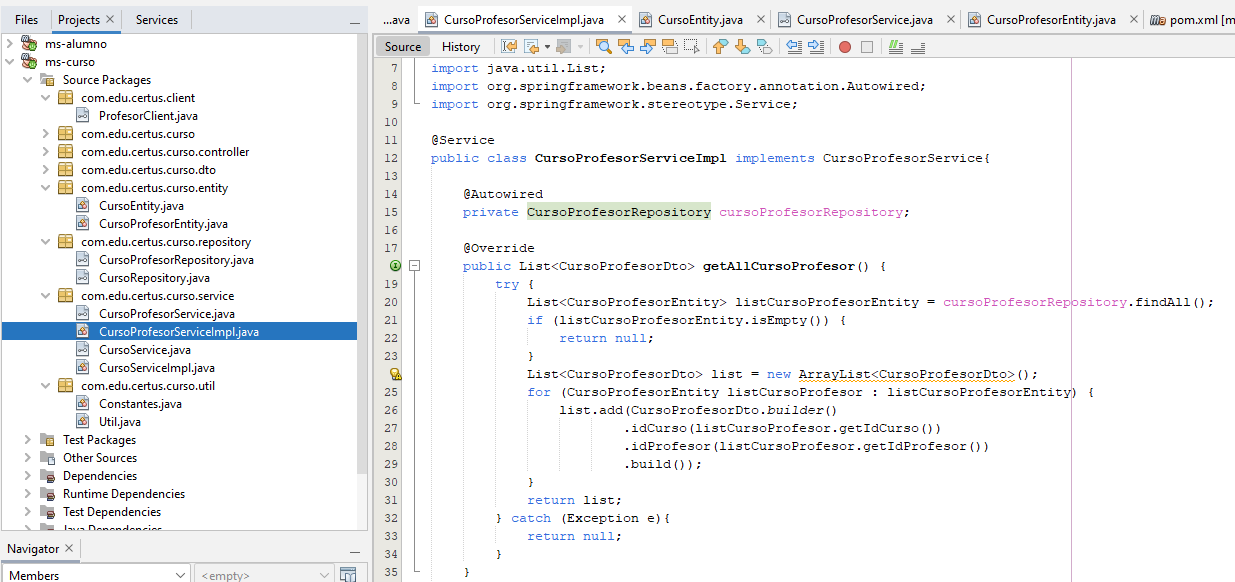 Files Projects Services
ms-alumno
ms-curso
Source Packages
com.edu.certus.client
ProfesorClient.java
com.edu.certus.curso
com.edu.certus.curso.controller
com.edu.certus.curso.dto
com.edu.certus.curso.entity
CursoEntity.java
CursoProfesorEntity.java
com.edu.certus.curso.repository
CursoProfesorRepository.java
CursoRepository.java
com.edu.certus.curso.service
CursoProfesorService.java
CursoProfesorServiceImpl.java
CursoService.java
CursoServiceImpl.java
com.edu.certus.curso.util
Constantes.java
Util.java
Test Packages
Other Sources
Dependencies
Runtime Dependencies
Test Dependencies
Java Dependencies
Navigator
Members <empty>
...ava CursoProfesorServiceImpl.java CursoEntity.java CursoProfesorService.java CursoProfesorEntity.java pom.xml [m
Source History
7 import java.util.List;
8 import org.springframework.beans.factory.annotation.Autowired;
9 import org.springframework.stereotype.Service;
10
11 @Service
12 public class CursoProfesorServiceImpl implements CursoProfesorService{
13
14 @Autowired
15 private CursoProfesorRepository cursoProfesorRepository;
16
17 @Override
public List<CursoProfesorDto> getAllCursoProfesor() {
19 try {
20 List<CursoProfesorEntity> listCursoProfesorEntity = cursoProfesorRepository.findAll();
21 if (listCursoProfesorEntity.isEmpty()) {
22 return null;
23 }
List<CursoProfesorDto> list = new ArrayList<CursoProfesorDto>();
25 for (CursoProfesorEntity listCursoProfesor : listCursoProfesorEntity) {
26 list.add(CursoProfesorDto.builder()
27 .idCurso(listCursoProfesor.getIdCurso())
28 .idProfesor(listCursoProfesor.getIdProfesor())
29 .build());
30 }
31 return list;
32 } catch (Exception e){
33 return null;
34 }
35 }